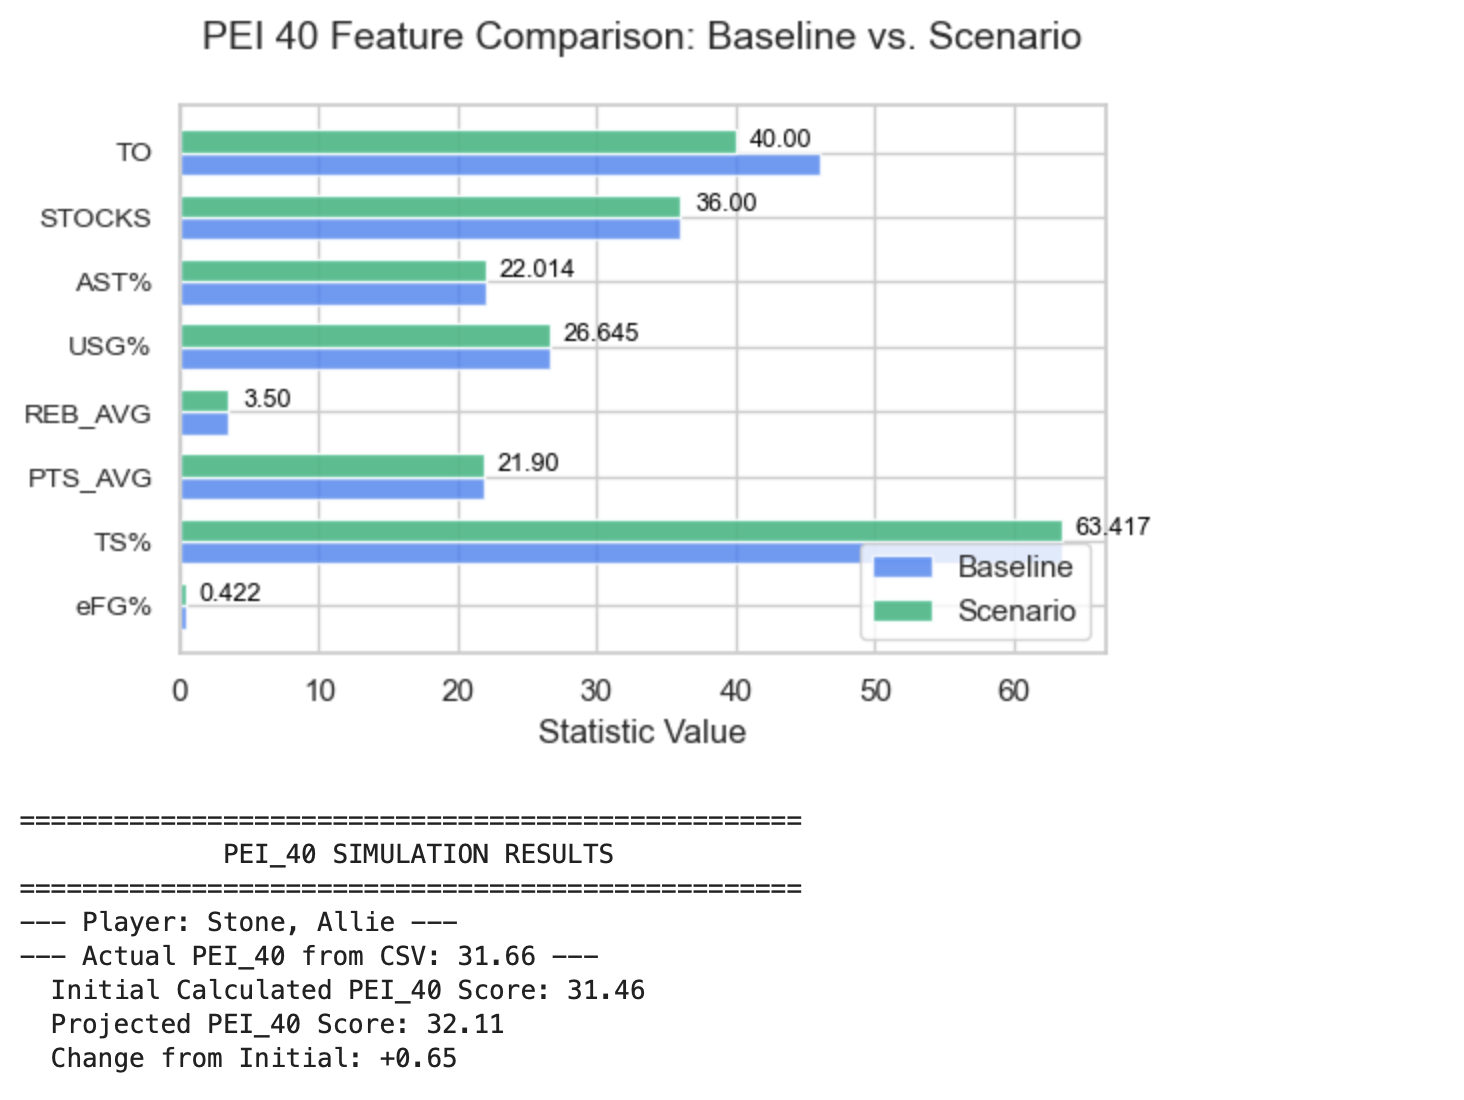 PEI 40 Feature Comparison: Baseline vs. Scenario
TO
40.00
STOCKS
36.00
AST%
22.014
USG%
26.645
REB_AVG
3.50
PTS_AVG
21.90
TS%
63.417
eFG%
0.422
Baseline
Scenario
0 10 20 30 40 50 60
Statistic Value
==================================================
PEI_40 SIMULATION RESULTS
==================================================
--- Player: Stone, Allie ---
--- Actual PEI_40 from CSV: 31.66 ---
Initial Calculated PEI_40 Score: 31.46
Projected PEI_40 Score: 32.11
Change from Initial: +0.65